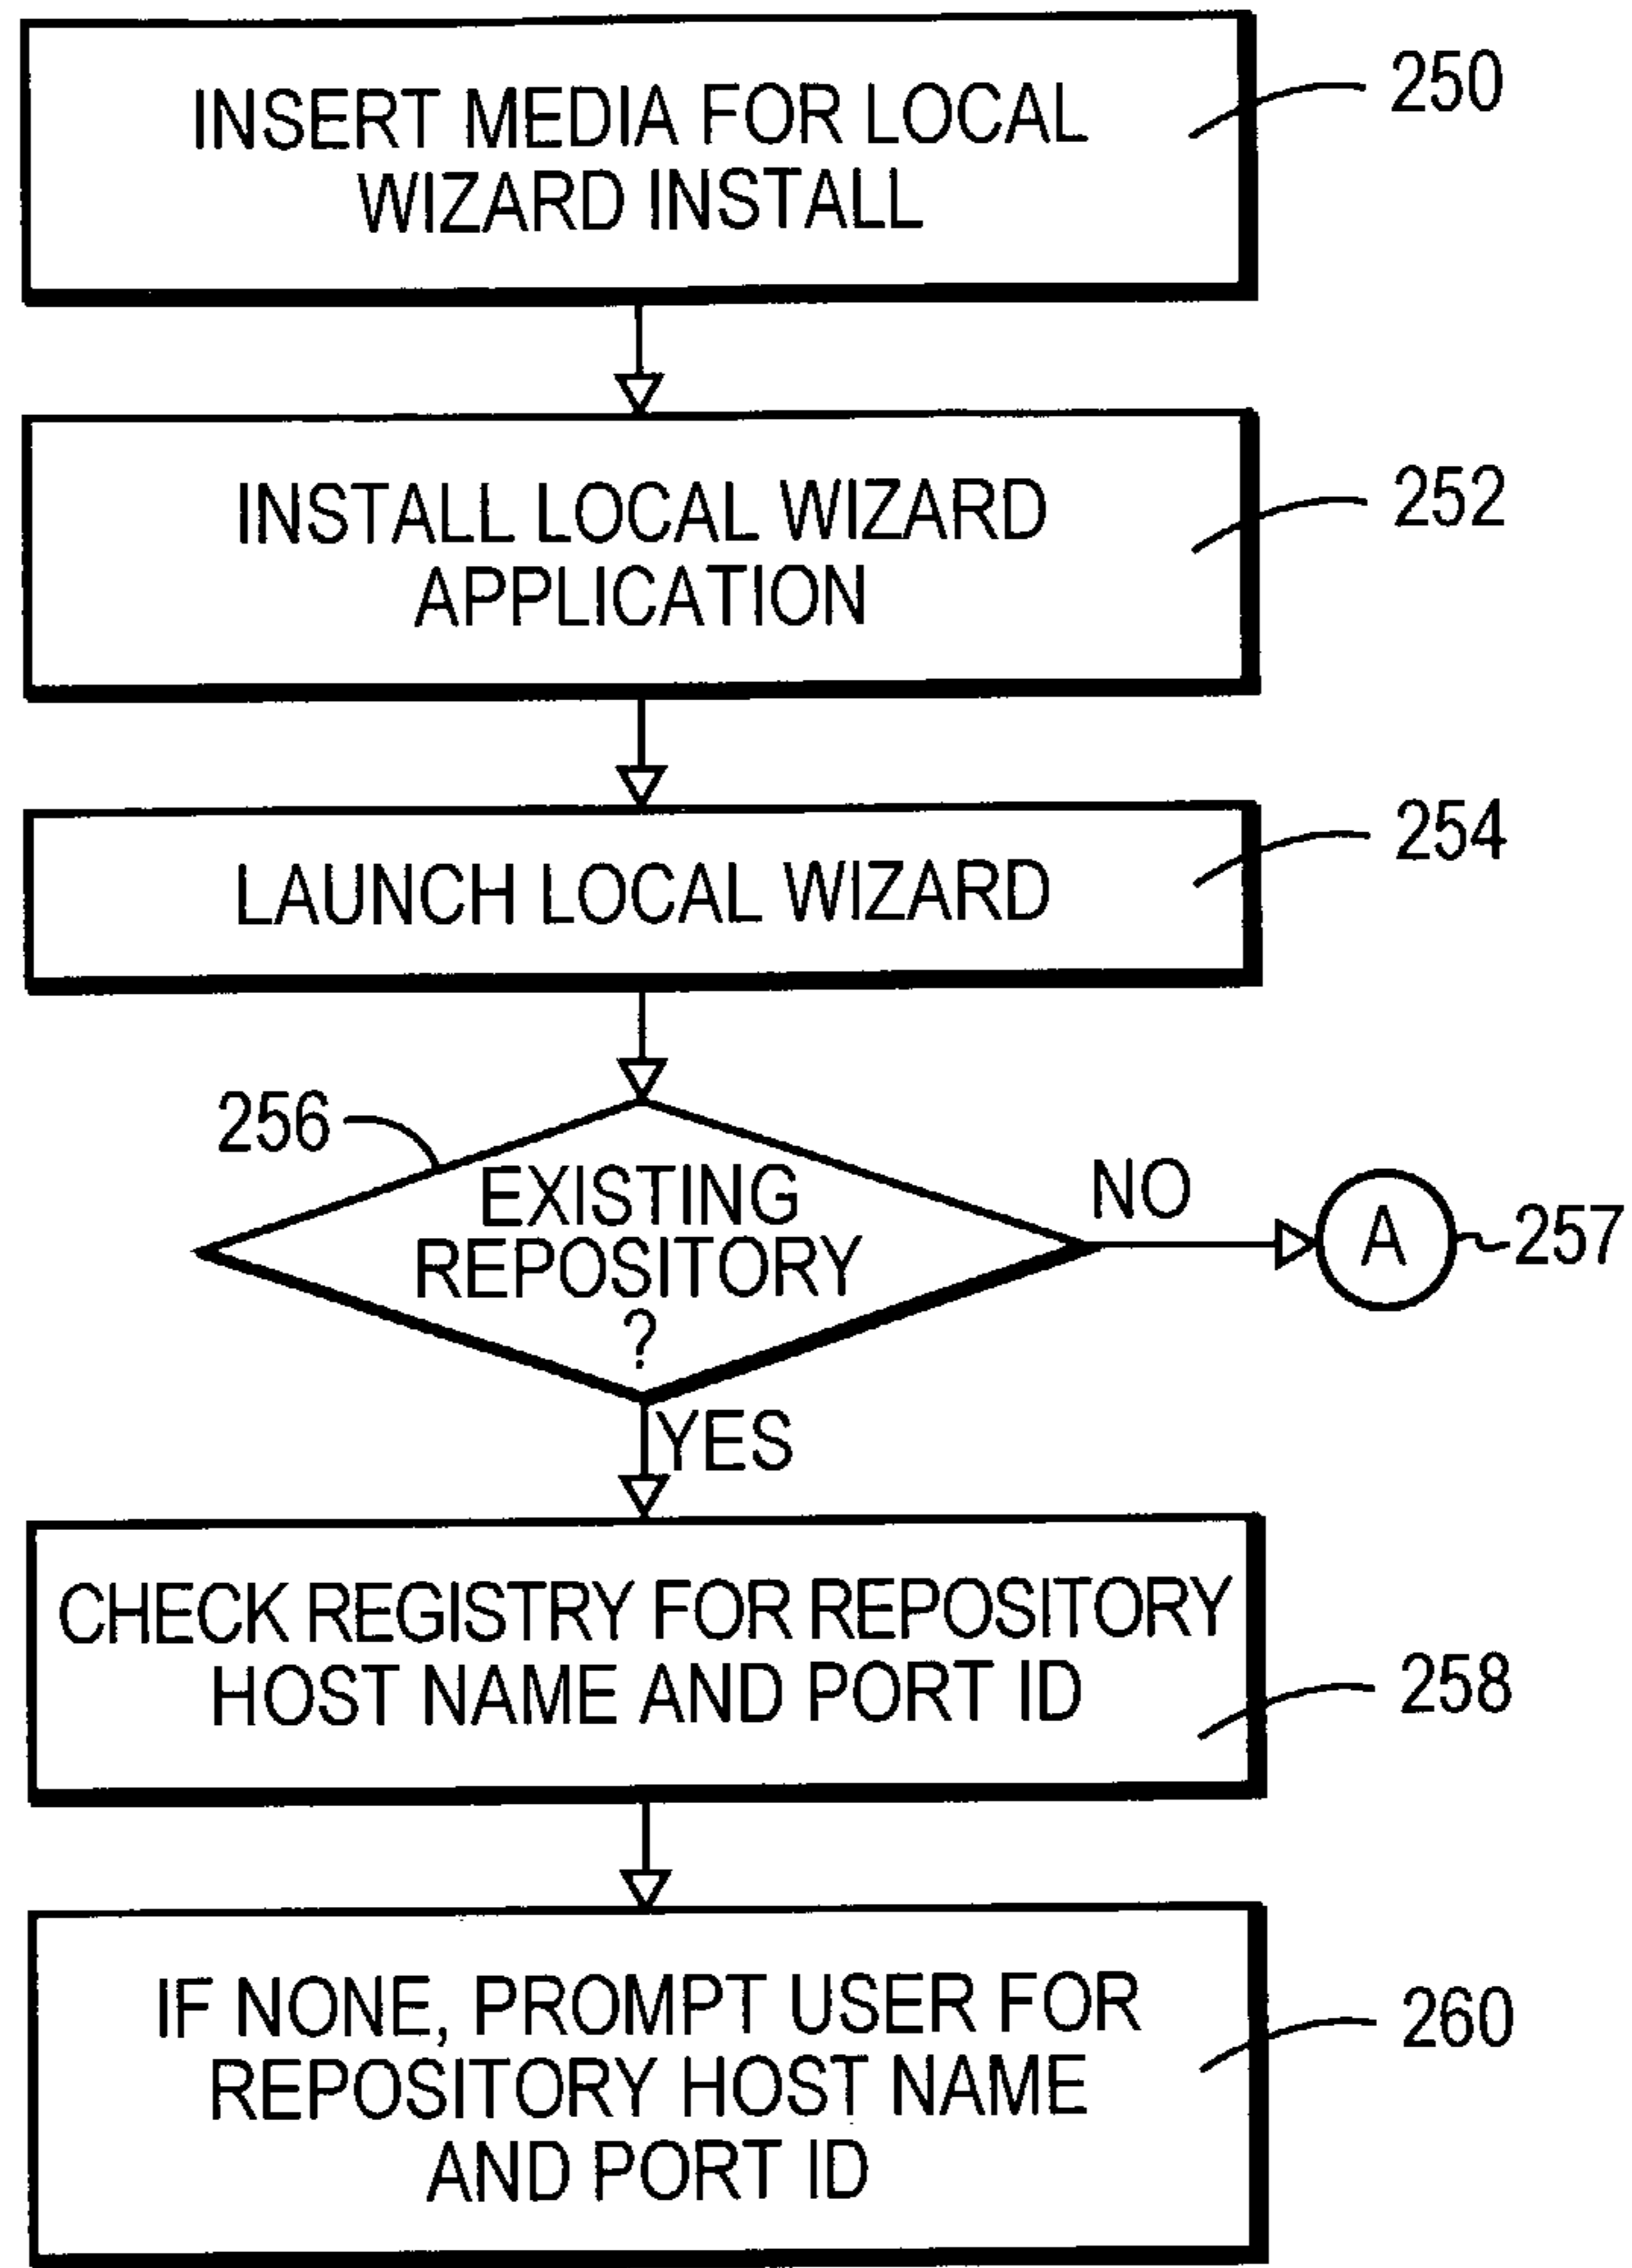 INSERT MEDIA FOR LOCAL
WIZARD INSTALL
250
INSTALL LOCAL WIZARD
APPLICATION
252
LAUNCH LOCAL WIZARD
254
256
EXISTING
REPOSITORY
?
NO
A
257
YES
CHECK REGISTRY FOR REPOSITORY
HOST NAME AND PORT ID
258
IF NONE, PROMPT USER FOR
REPOSITORY HOST NAME
AND PORT ID
260